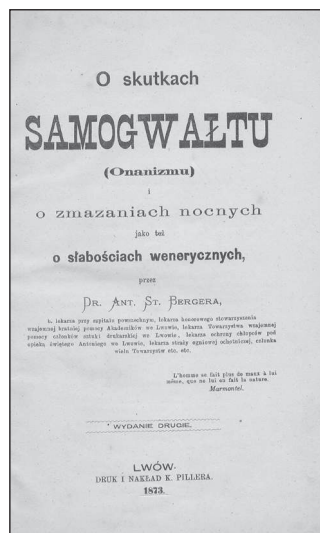 O skutkach
SAMOGWAŁTU
(Onanizmu)
i
o zmazaniach nocnych
jako też
o słabościach wenerycznych,
przez
DR. ANT. ST. BERGERA,
b. lekarza przy szpitalu powszechnym, lekarza honorowego stowarzyszenia
wzajemnej bratniej pomocy Akademików we Lwowie, lekarza Towarzystwa wzajemnej
pomocy członków sztuki drukarskiej we Lwowie, lekarza ochrony chłopców pod
opieką świętego Antoniego we Lwowie, lekarza straży ogniowej ochotniczej, członka
wielu Towarzystw etc. etc.
L'homme se fait plus de maux à lui
même, que ne lui en fait la nature.
Marmontel.
WYDANIE DRUGIE.
LWÓW.
DRUK I NAKŁAD K. PILLERA.
1873.